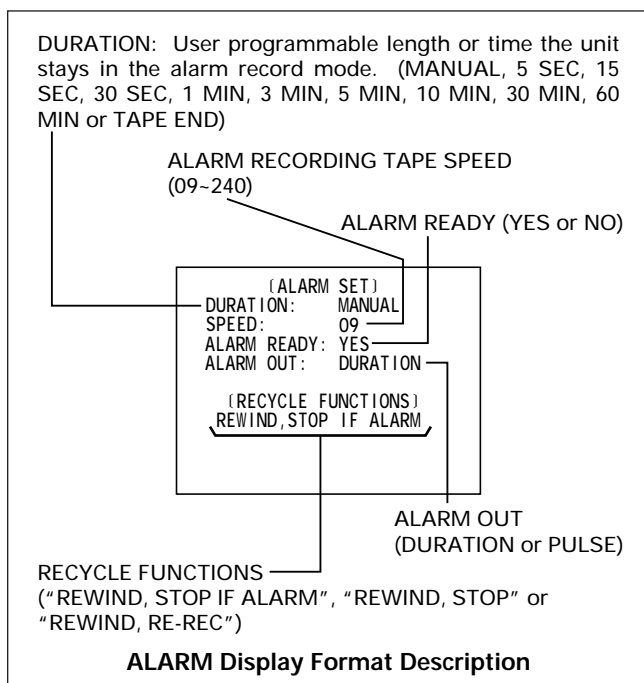 DURATION: User programmable length or time the unit
stays in the alarm record mode. (MANUAL, 5 SEC, 15
SEC, 30 SEC, 1 MIN, 3 MIN, 5 MIN, 10 MIN, 30 MIN, 60
MIN or TAPE END)
ALARM RECORDING TAPE SPEED
(09~240)
ALARM READY (YES or NO)
(ALARM SET)
DURATION: MANUAL
SPEED: 09
ALARM READY: YES
ALARM OUT: DURATION
(RECYCLE FUNCTIONS)
REWIND,STOP IF ALARM
ALARM OUT
(DURATION or PULSE)
RECYCLE FUNCTIONS
(“REWIND, STOP IF ALARM”, “REWIND, STOP” or
“REWIND, RE-REC”)
ALARM Display Format Description